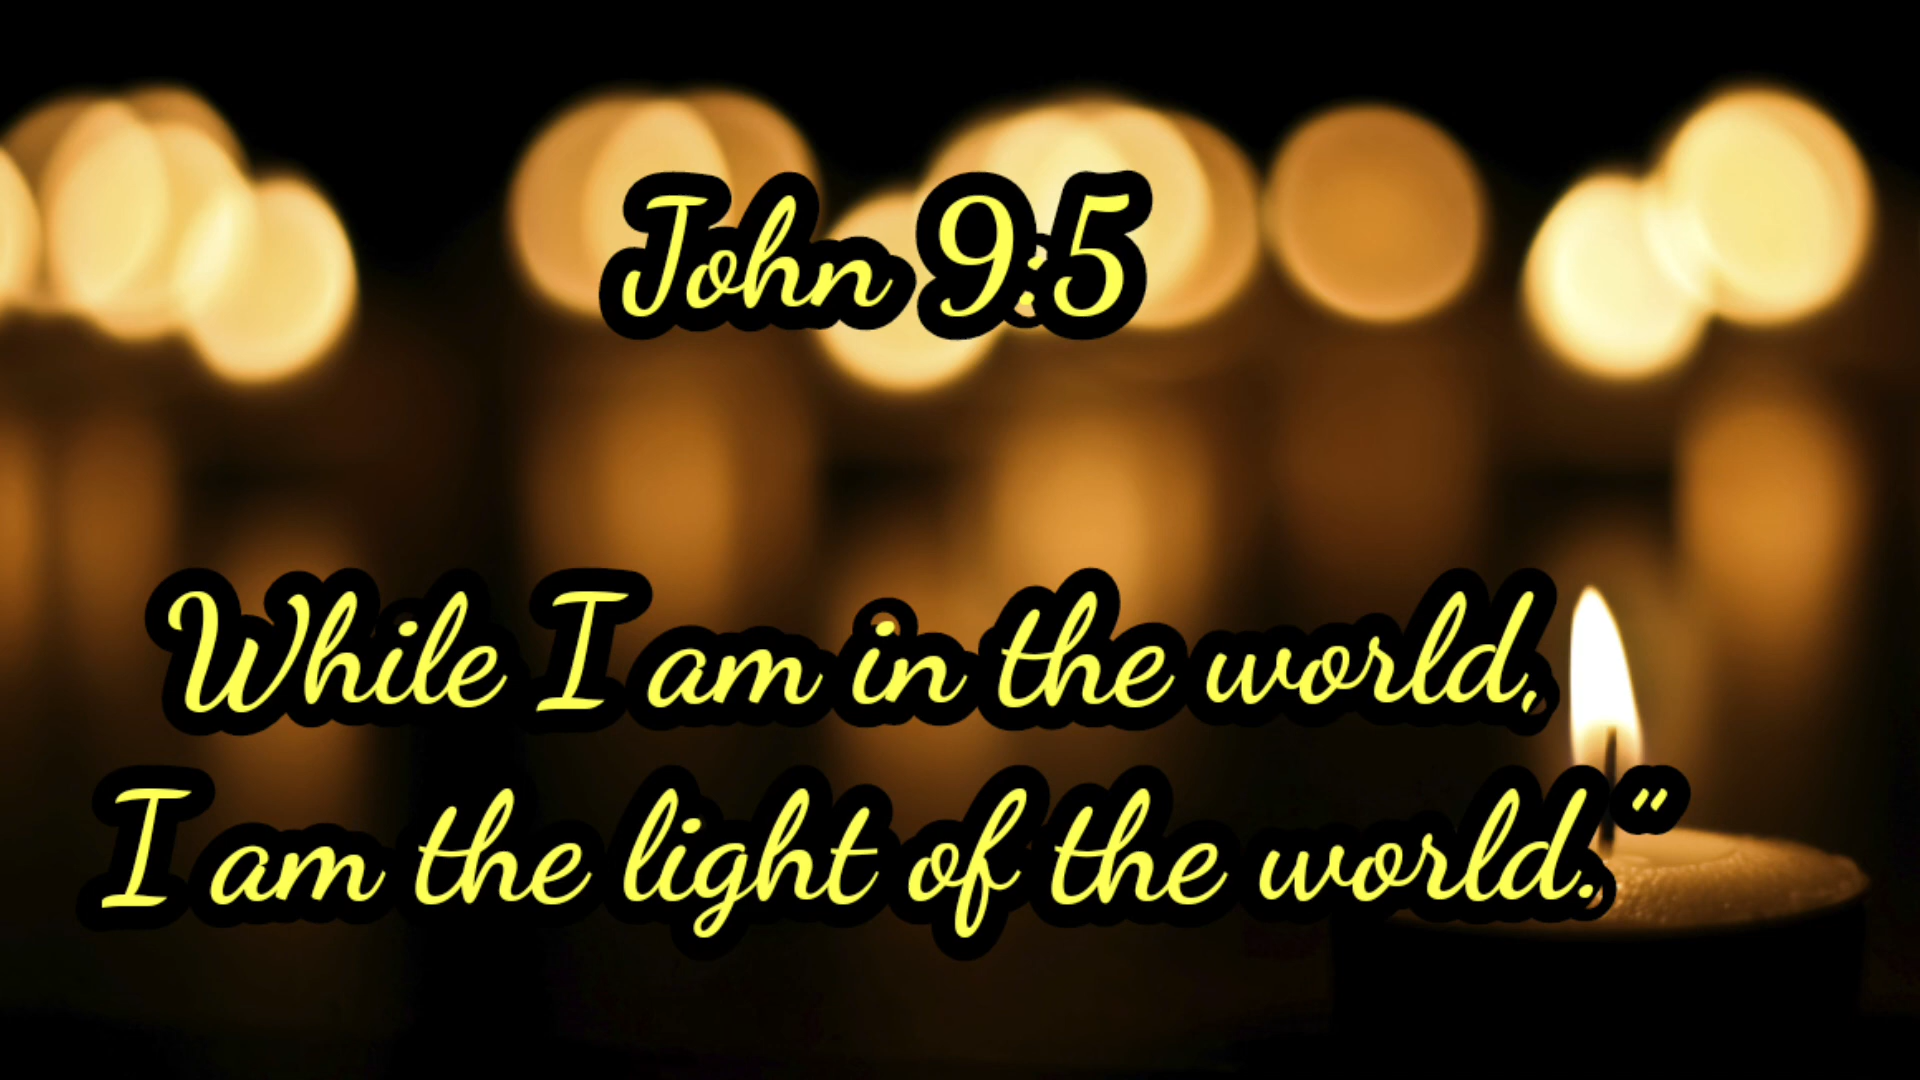 John 9:5
While I am in the world,
I am the light of the world.”